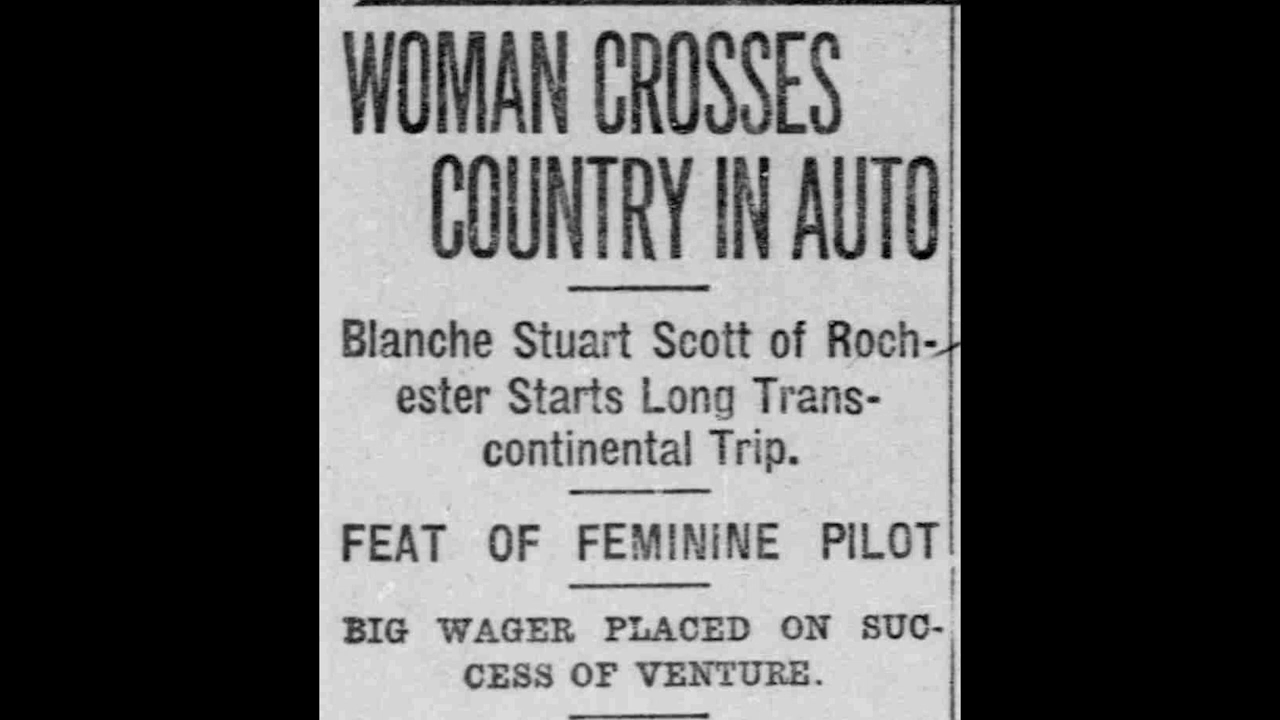 WOMAN CROSSES
COUNTRY IN AUTO
Blanche Stuart Scott of Roch-
ester Starts Long Trans-
continental Trip.
FEAT OF FEMININE PILOT
BIG WAGER PLACED ON SUC-
CESS OF VENTURE.